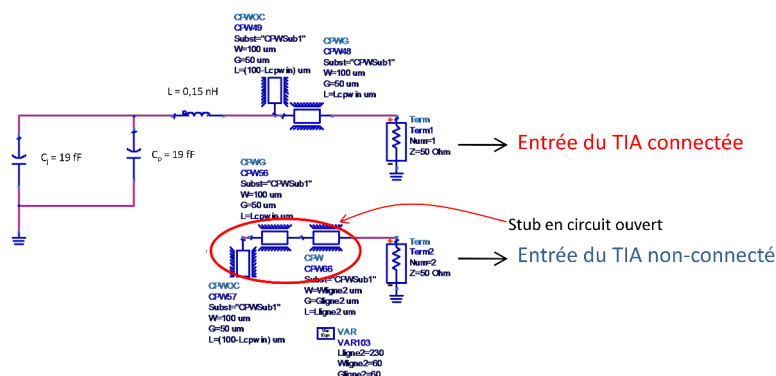 CPWOC
CPW49
Subst="CPWSub1"
W=100 um
G=50 um
L=(100-Lcpwin) um
CPWG
CPW48
Subst="CPWSub1"
W=100 um
G=50 um
L=Lcpwin um
L = 0,15 nH
Cj = 19 fF
Cp = 19 fF
Term
Term1
Num=1
Z=50 Ohm
Entrée du TIA connectée
CPWG
CPW56
Subst="CPWSub1"
W=100 um
G=50 um
L=Lcpwin um
Stub en circuit ouvert
Term
Term2
Num=2
Z=50 Ohm
Entrée du TIA non-connecté
CPW
CPW66
Subst="CPWSub1"
W=Wligne2 um
G=Gligne2 um
L=Lligne2 um
CPWOC
CPW57
Subst="CPWSub1"
W=100 um
G=50 um
L=(100-Lcpwin) um
Var
Eqn
VAR
VAR103
Lligne2=230
Wligne2=60
Gligne2=60